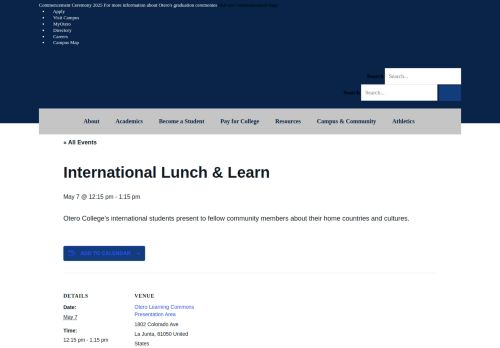 Commencement Ceremony 2025 For more information about Otero's graduation ceremonies
Apply
Visit Campus
MyOtero
Directory
Careers
Campus Map
Search Search...
Search Search...
About Academics Become a Student Pay for College Resources Campus & Community Athletics
« All Events
International Lunch & Learn
May 7 @ 12:15 pm - 1:15 pm
Otero College's international students present to fellow community members about their home countries and cultures.
ADD TO CALENDAR
DETAILS
Date:
May 7
Time:
12:15 pm - 1:15 pm
VENUE
Otero Learning Commons
Presentation Area
1802 Colorado Ave
La Junta, 81050 United
States